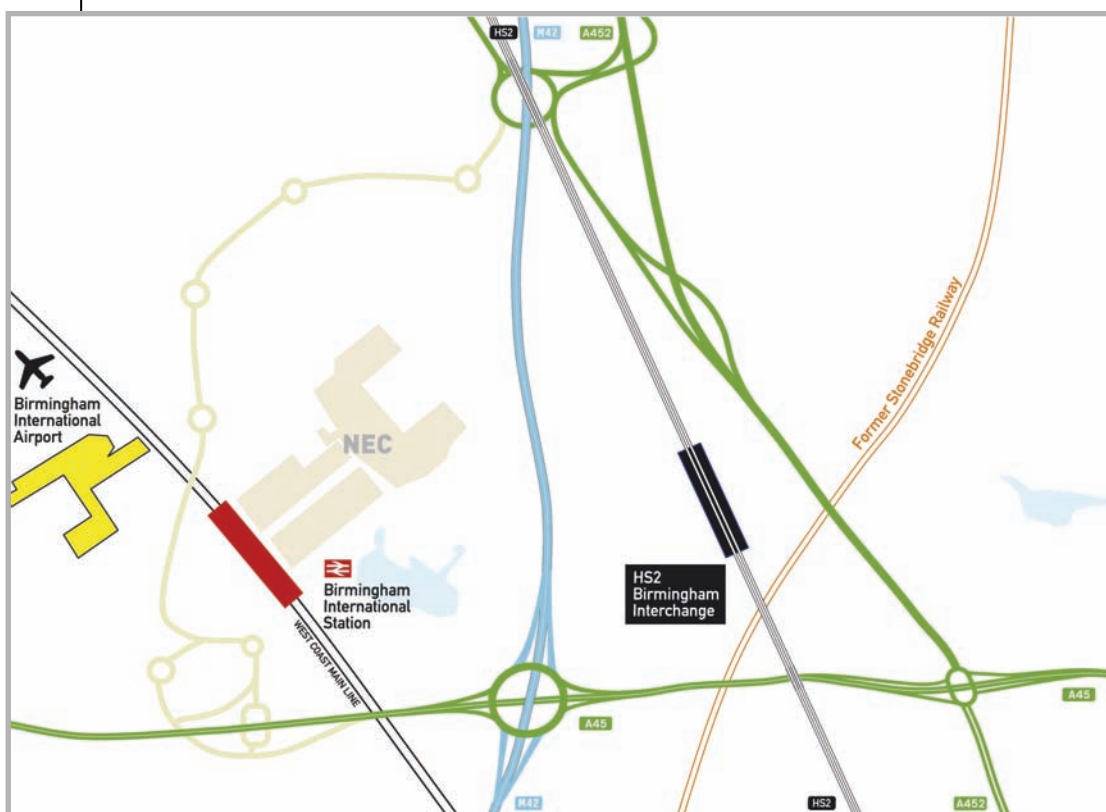 HS2
M42
A452
Former Stonebridge Railway
Birmingham
International
Airport
NEC
HS2
Birmingham
Interchange
Birmingham
International
Station
WEST COAST MAIN LINE
A45
A45
M42
HS2
A452